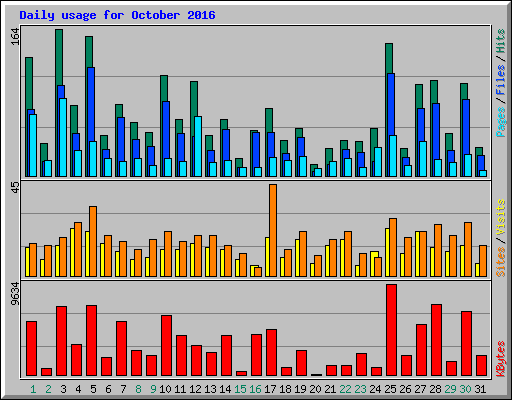 Daily usage for October 2016
164
Pages / Files / Hits
45
Sites / Visits
9634
KBytes
1 2 3 4 5 6 7 8 9 10 11 12 13 14 15 16 17 18 19 20 21 22 23 24 25 26 27 28 29 30 31